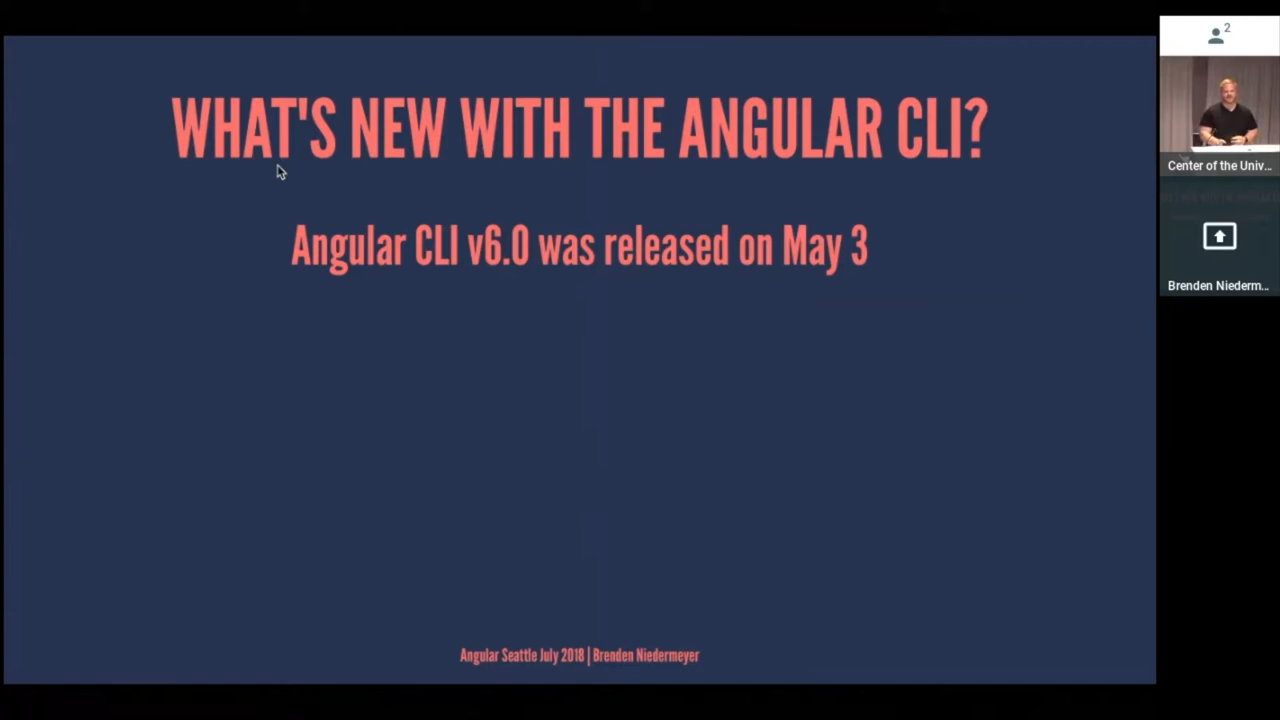 WHAT'S NEW WITH THE ANGULAR CLI?
Angular CLI v6.0 was released on May 3
Angular Seattle July 2018 | Brenden Niedermeyer
2
Center of the Univ...
Brenden Niederm...